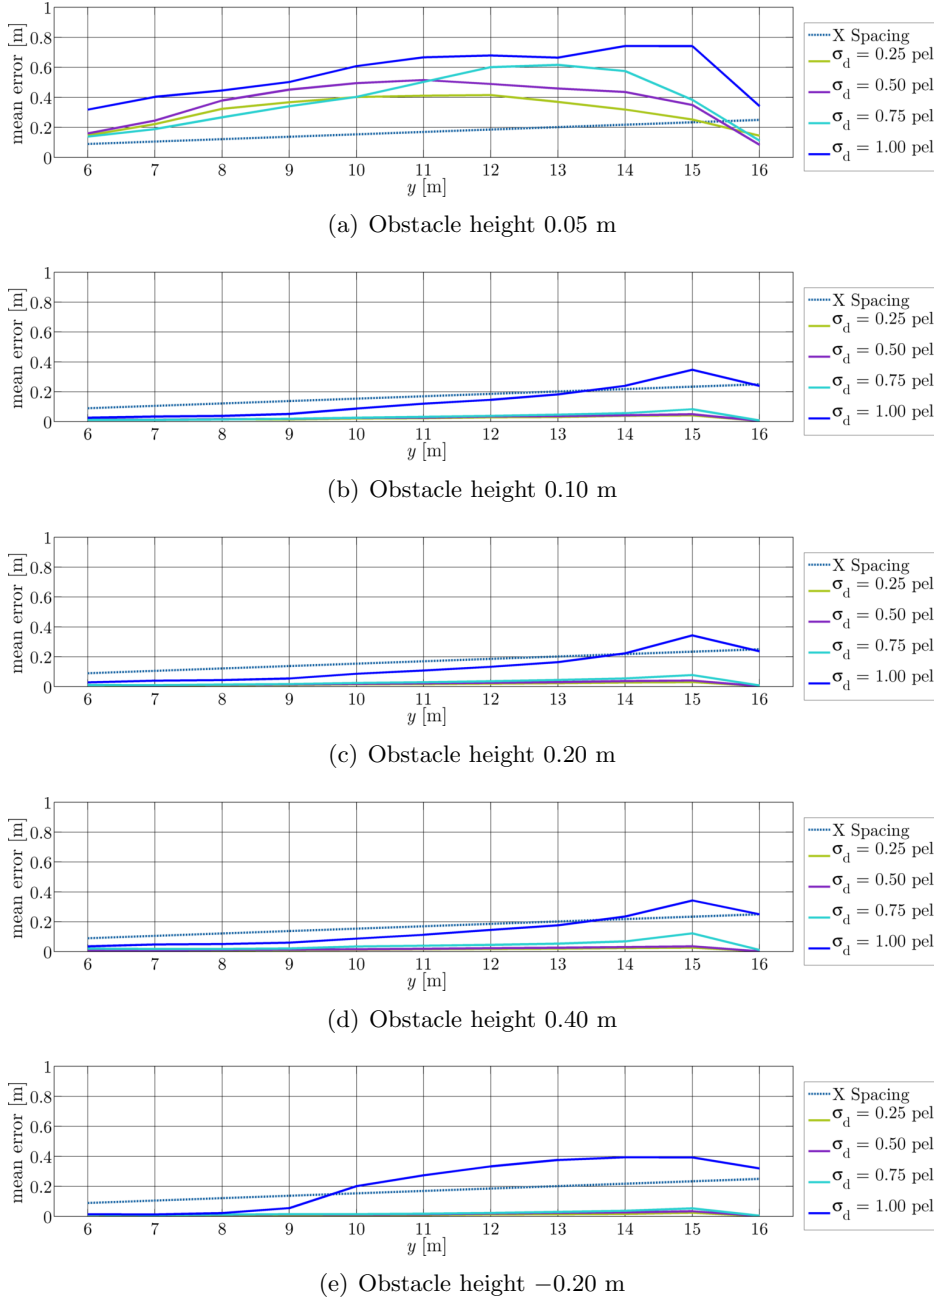 1
0.8
0.6
0.4
0.2
0
mean error [m]
6 7 8 9 10 11 12 13 14 15 16
y [m]
X Spacing
σd = 0.25 pel
σd = 0.50 pel
σd = 0.75 pel
σd = 1.00 pel
(a) Obstacle height 0.05 m
1
0.8
0.6
0.4
0.2
0
mean error [m]
6 7 8 9 10 11 12 13 14 15 16
y [m]
X Spacing
σd = 0.25 pel
σd = 0.50 pel
σd = 0.75 pel
σd = 1.00 pel
(b) Obstacle height 0.10 m
1
0.8
0.6
0.4
0.2
0
mean error [m]
6 7 8 9 10 11 12 13 14 15 16
y [m]
X Spacing
σd = 0.25 pel
σd = 0.50 pel
σd = 0.75 pel
σd = 1.00 pel
(c) Obstacle height 0.20 m
1
0.8
0.6
0.4
0.2
0
mean error [m]
6 7 8 9 10 11 12 13 14 15 16
y [m]
X Spacing
σd = 0.25 pel
σd = 0.50 pel
σd = 0.75 pel
σd = 1.00 pel
(d) Obstacle height 0.40 m
1
0.8
0.6
0.4
0.2
0
mean error [m]
6 7 8 9 10 11 12 13 14 15 16
y [m]
X Spacing
σd = 0.25 pel
σd = 0.50 pel
σd = 0.75 pel
σd = 1.00 pel
(e) Obstacle height −0.20 m